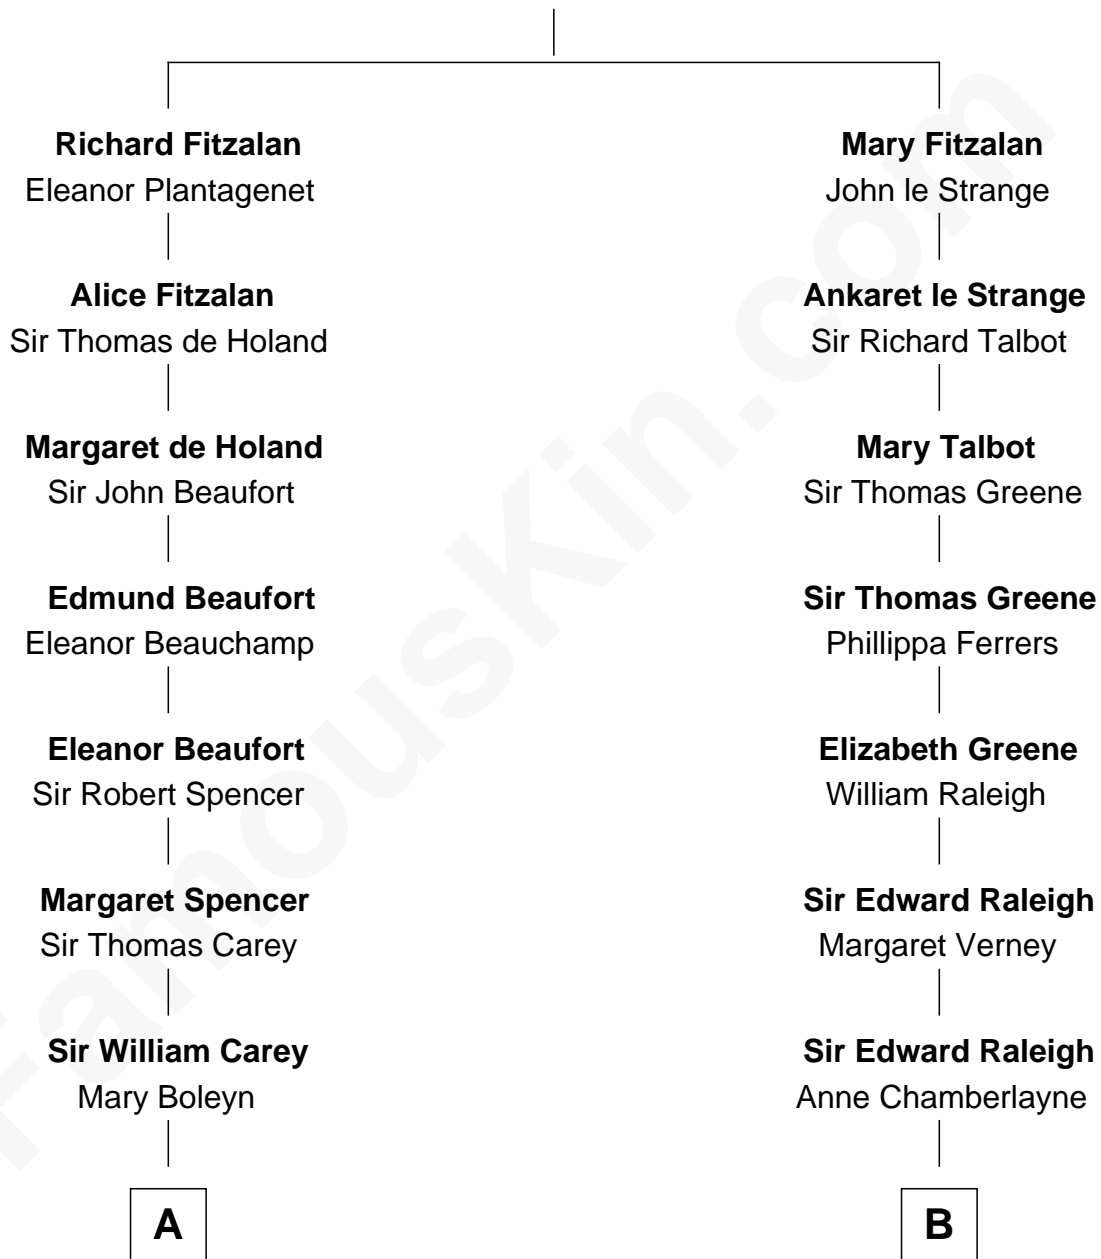 Richard Fitzalan
Eleanor Plantagenet
Alice Fitzalan
Sir Thomas de Holand
Margaret de Holand
Sir John Beaufort
Edmund Beaufort
Eleanor Beauchamp
Eleanor Beaufort
Sir Robert Spencer
Margaret Spencer
Sir Thomas Carey
Sir William Carey
Mary Boleyn
A
Mary Fitzalan
John le Strange
Ankaret le Strange
Sir Richard Talbot
Mary Talbot
Sir Thomas Greene
Sir Thomas Greene
Phillippa Ferrers
Elizabeth Greene
William Raleigh
Sir Edward Raleigh
Margaret Verney
Sir Edward Raleigh
Anne Chamberlayne
B
FamousKin.com